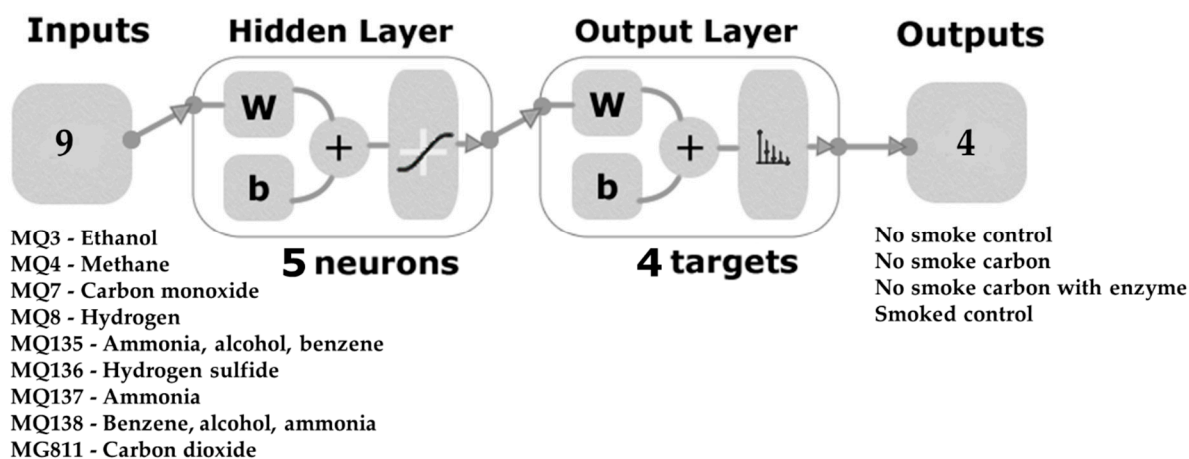 Inputs
Hidden Layer
Output Layer
Outputs
9
W
b
+
W
b
+
4
5 neurons
4 targets
MQ3 - Ethanol
MQ4 - Methane
MQ7 - Carbon monoxide
MQ8 - Hydrogen
MQ135 - Ammonia, alcohol, benzene
MQ136 - Hydrogen sulfide
MQ137 - Ammonia
MQ138 - Benzene, alcohol, ammonia
MG811 - Carbon dioxide
No smoke control
No smoke carbon
No smoke carbon with enzyme
Smoked control